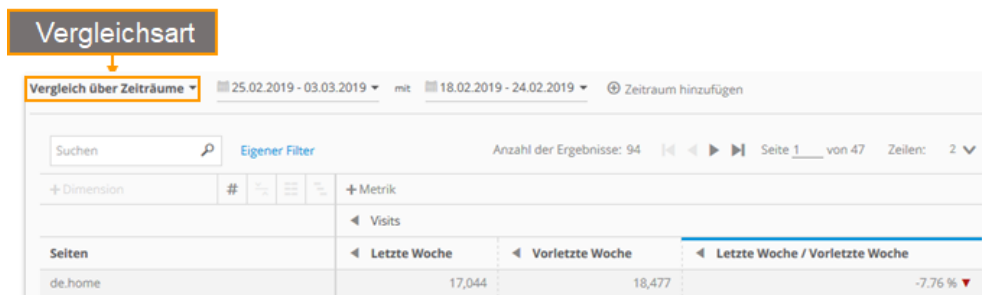 Vergleichsart
Vergleich über Zeiträume 25.02.2019 - 03.03.2019 mit 18.02.2019 - 24.02.2019 Zeitraum hinzufügen
Suchen Eigener Filter Anzahl der Ergebnisse: 94 Seite 1 von 47 Zeilen: 2
+ Dimension # + Metrik
Visits
Seiten Letzte Woche Vorletzte Woche Letzte Woche / Vorletzte Woche
de.home 17,044 18,477 -7.76 % ▼